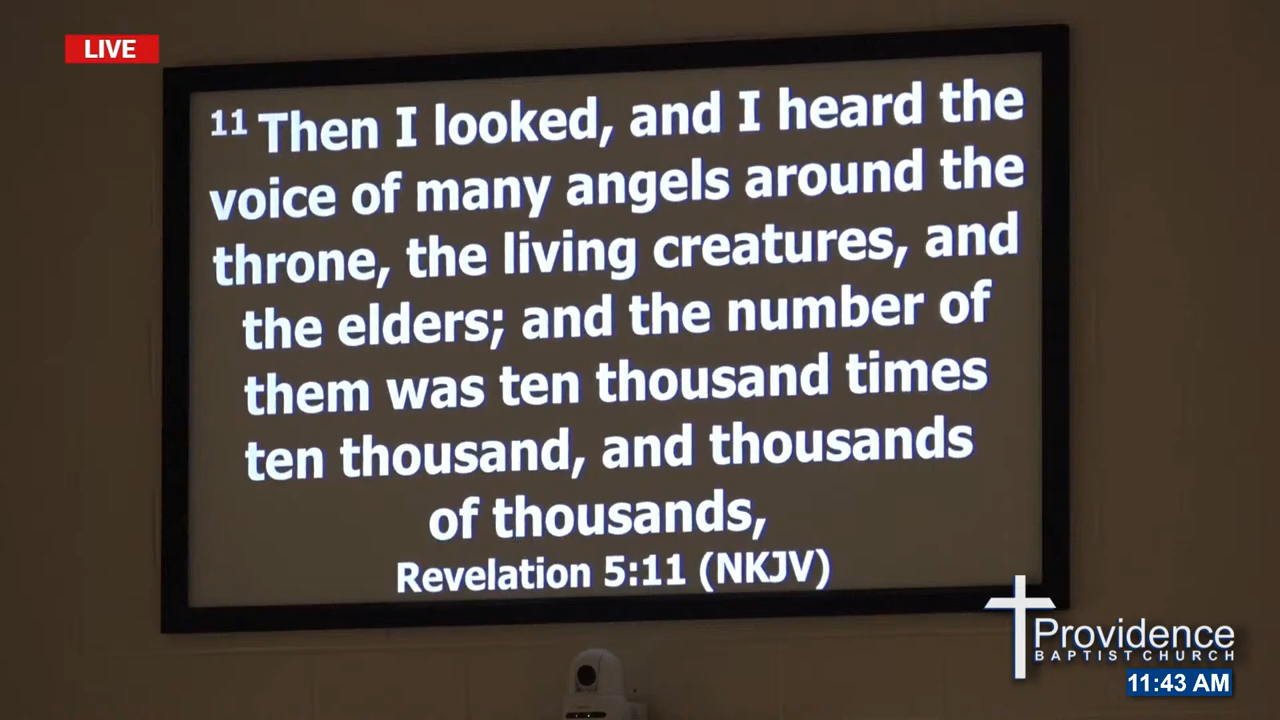 LIVE
11 Then I looked, and I heard the
voice of many angels around the
throne, the living creatures, and
the elders; and the number of
them was ten thousand times
ten thousand, and thousands
of thousands,
Revelation 5:11 (NKJV)
Providence
BAPTIST CHURCH
11:43 AM